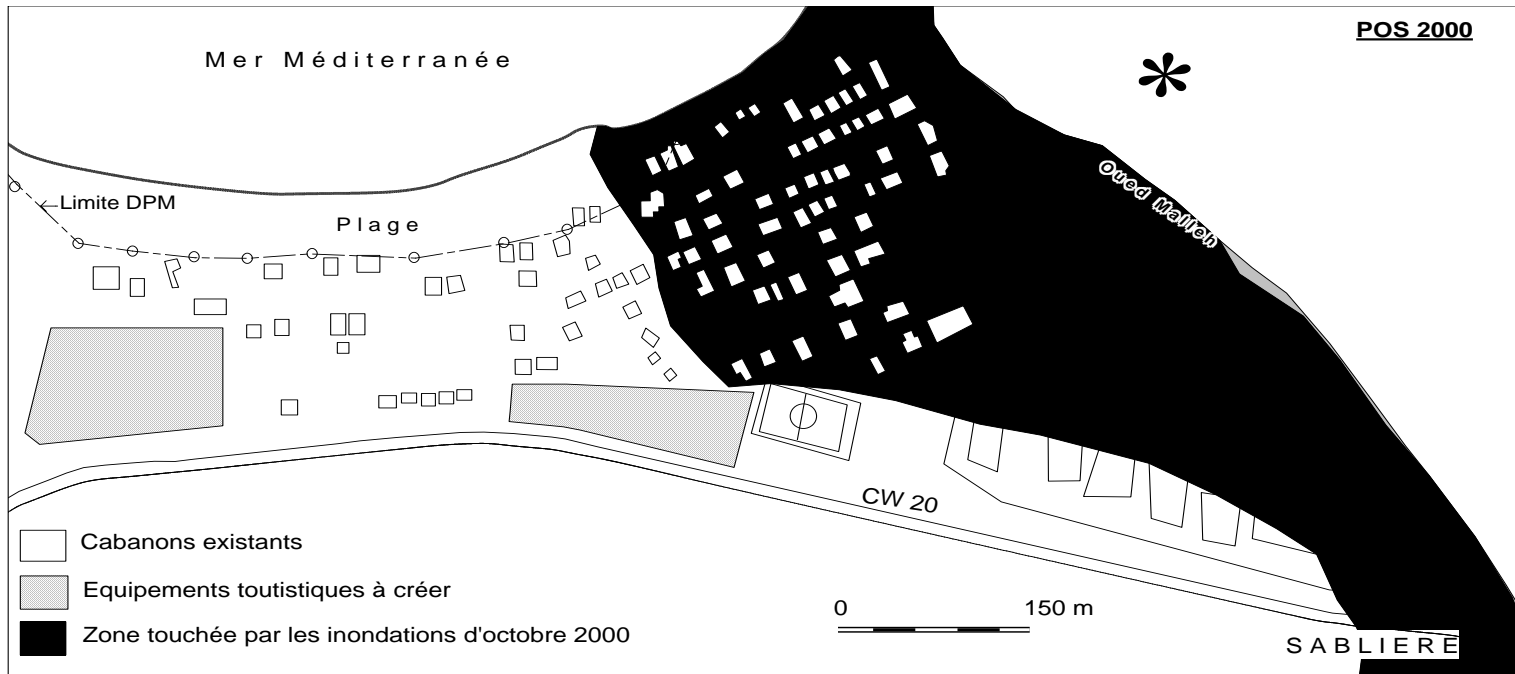 POS 2000
Mer Méditerranée
Oued Malleh
Limite DPM
Plage
CW 20
Cabanons existants
Equipements toutistiques à créer
Zone touchée par les inondations d'octobre 2000
0 150 m
SABLIERE